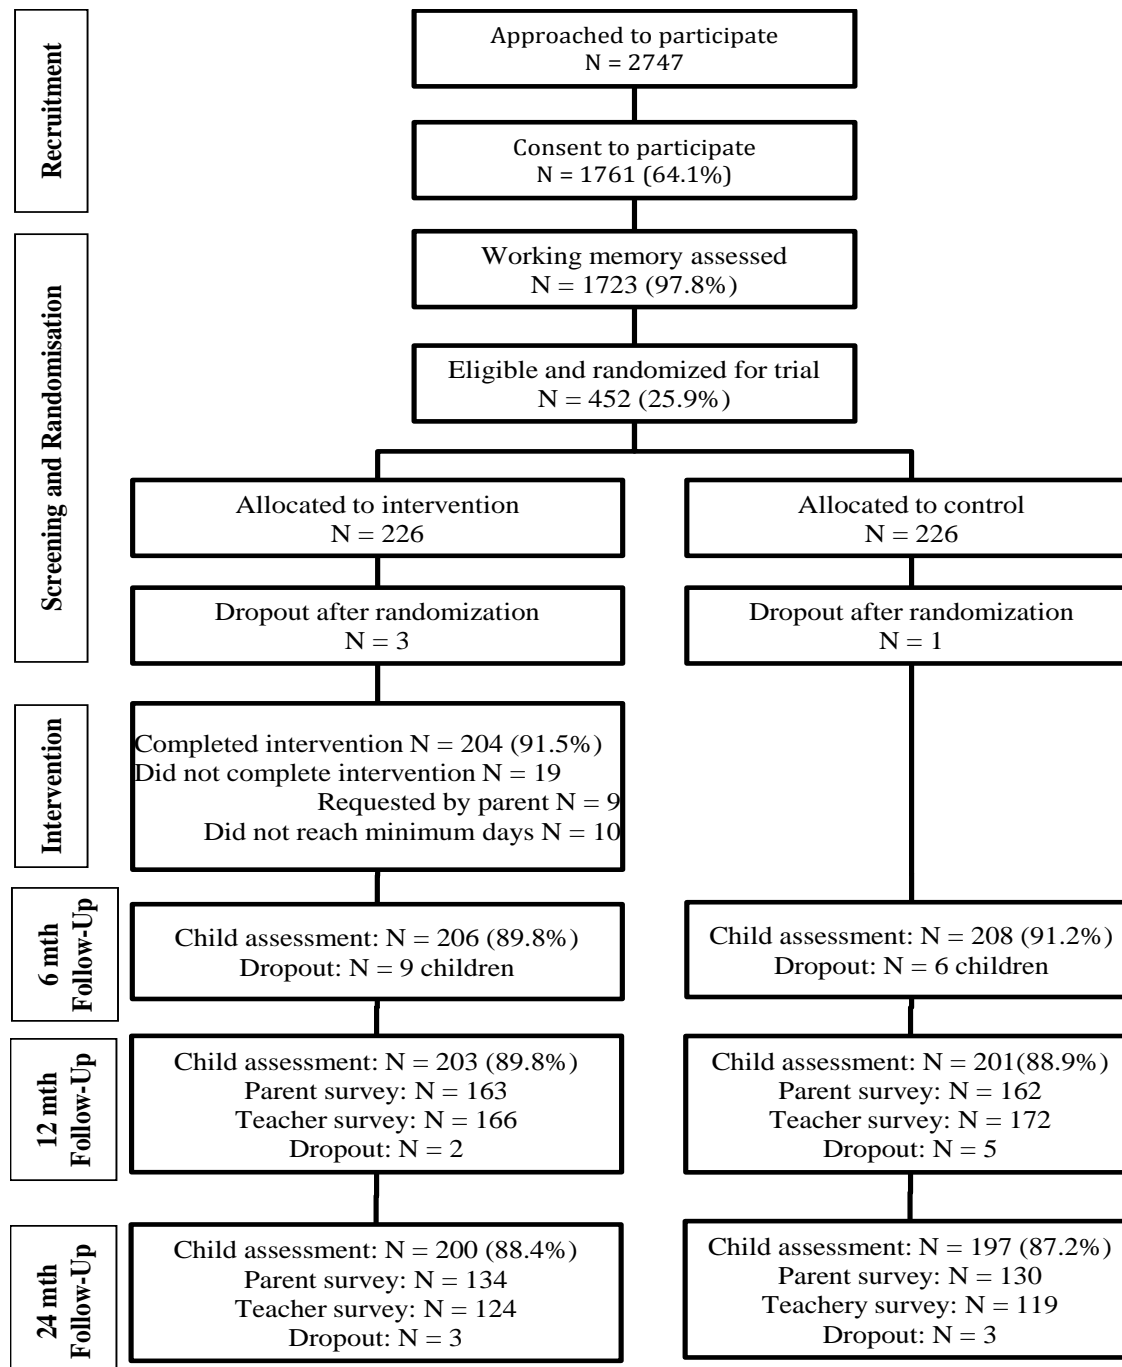 Recruitment
Approached to participate
N = 2747
Consent to participate
N = 1761 (64.1%)
Screening and Randomisation
Working memory assessed
N = 1723 (97.8%)
Eligible and randomized for trial
N = 452 (25.9%)
Allocated to intervention
N = 226
Allocated to control
N = 226
Dropout after randomization
N = 3
Dropout after randomization
N = 1
Intervention
Completed intervention N = 204 (91.5%)
Did not complete intervention N = 19
Requested by parent N = 9
Did not reach minimum days N = 10
6 mth
Follow-Up
Child assessment: N = 206 (89.8%)
Dropout: N = 9 children
Child assessment: N = 208 (91.2%)
Dropout: N = 6 children
12 mth
Follow-Up
Child assessment: N = 203 (89.8%)
Parent survey: N = 163
Teacher survey: N = 166
Dropout: N = 2
Child assessment: N = 201(88.9%)
Parent survey: N = 162
Teacher survey: N = 172
Dropout: N = 5
24 mth
Follow-Up
Child assessment: N = 200 (88.4%)
Parent survey: N = 134
Teacher survey: N = 124
Dropout: N = 3
Child assessment: N = 197 (87.2%)
Parent survey: N = 130
Teachery survey: N = 119
Dropout: N = 3